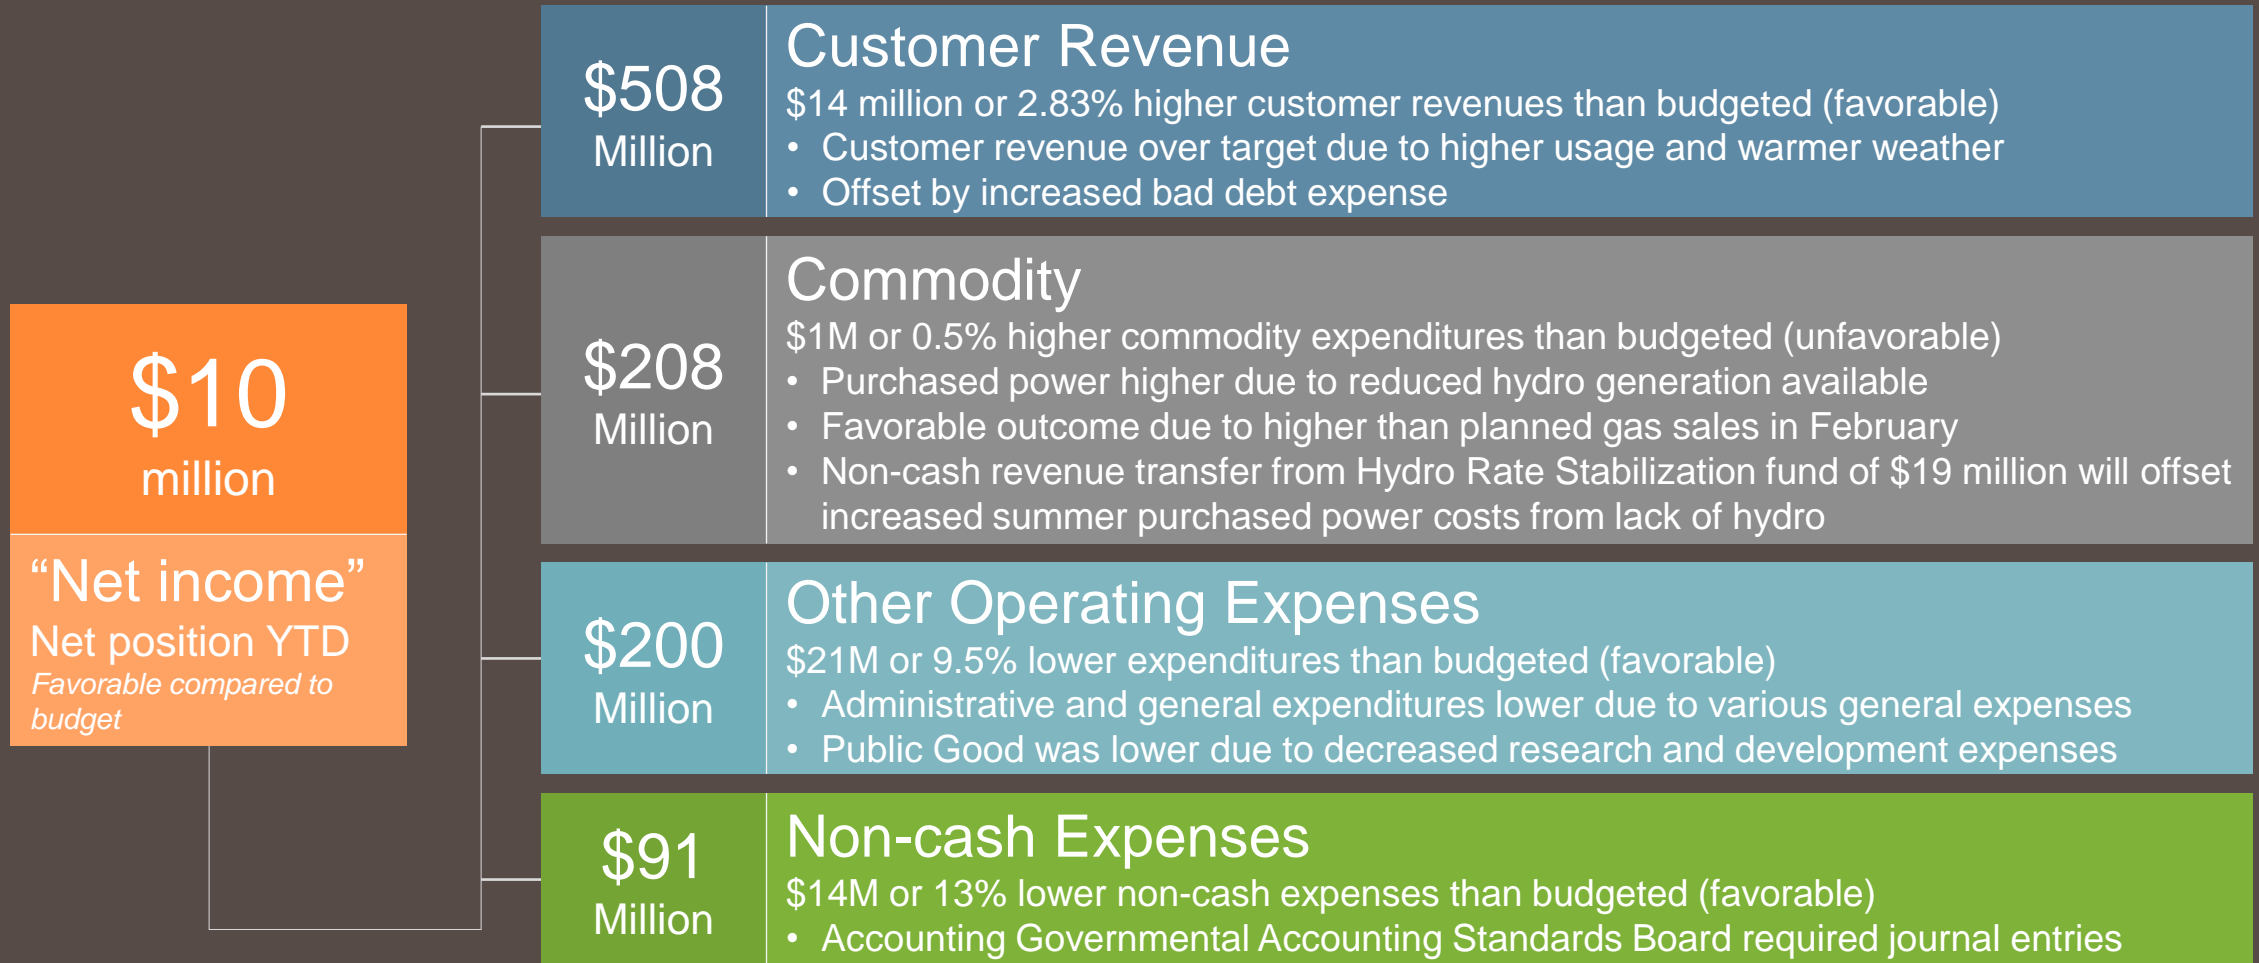 $10
million
“Net income”
Net position YTD
Favorable compared to
budget
$508
Million
Customer Revenue
$14 million or 2.83% higher customer revenues than budgeted (favorable)
• Customer revenue over target due to higher usage and warmer weather
• Offset by increased bad debt expense
$208
Million
Commodity
$1M or 0.5% higher commodity expenditures than budgeted (unfavorable)
• Purchased power higher due to reduced hydro generation available
• Favorable outcome due to higher than planned gas sales in February
• Non-cash revenue transfer from Hydro Rate Stabilization fund of $19 million will offset
increased summer purchased power costs from lack of hydro
$200
Million
Other Operating Expenses
$21M or 9.5% lower expenditures than budgeted (favorable)
• Administrative and general expenditures lower due to various general expenses
• Public Good was lower due to decreased research and development expenses
$91
Million
Non-cash Expenses
$14M or 13% lower non-cash expenses than budgeted (favorable)
• Accounting Governmental Accounting Standards Board required journal entries